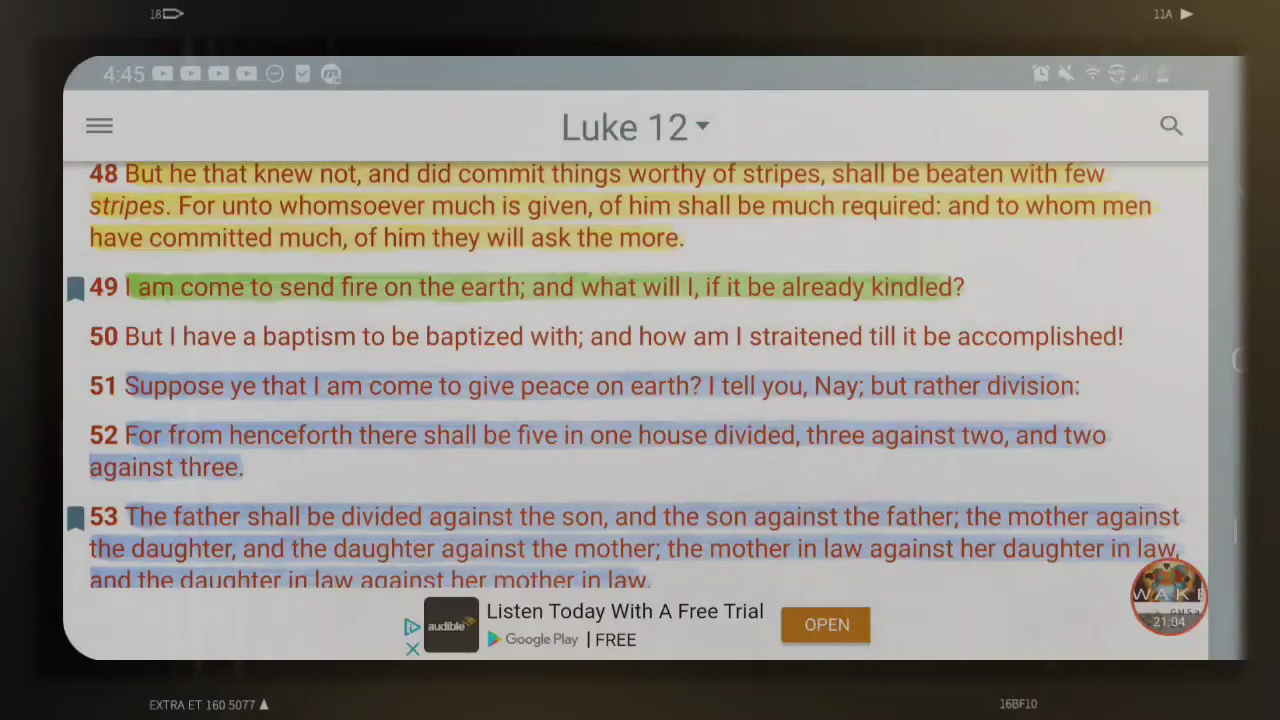 18
11A
4:45
Luke 12
48 But he that knew not, and did commit things worthy of stripes, shall be beaten with few
stripes. For unto whomsoever much is given, of him shall be much required: and to whom men
have committed much, of him they will ask the more.
49 I am come to send fire on the earth; and what will I, if it be already kindled?
50 But I have a baptism to be baptized with; and how am I straitened till it be accomplished!
51 Suppose ye that I am come to give peace on earth? I tell you, Nay; but rather division:
52 For from henceforth there shall be five in one house divided, three against two, and two
against three.
53 The father shall be divided against the son, and the son against the father; the mother against
the daughter, and the daughter against the mother; the mother in law against her daughter in law,
and the daughter in law against her mother in law.
audible
Listen Today With A Free Trial
Google Play | FREE
OPEN
WAKE
GMS
21:04
EXTRA ET 160 5077
16BF10